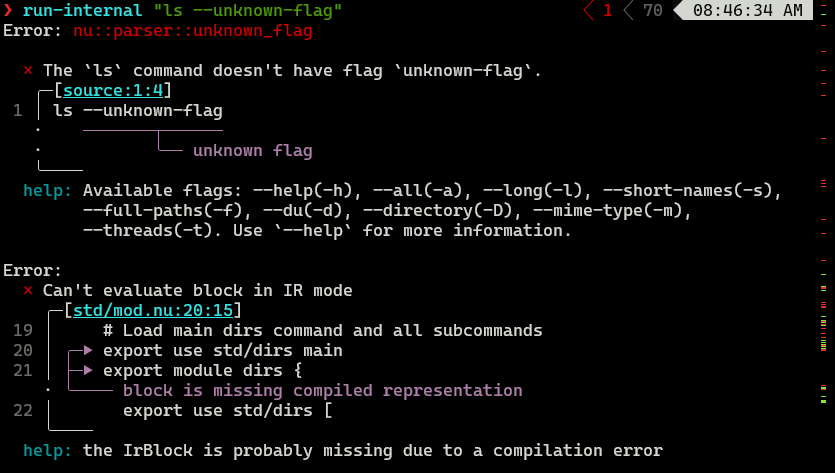 ❯ run-internal "ls --unknown-flag" 1 70 08:46:34 AM
Error: nu::parser::unknown_flag
× The `ls` command doesn't have flag `unknown-flag`.
[source:1:4]
1 ls --unknown-flag
unknown flag
help: Available flags: --help(-h), --all(-a), --long(-l), --short-names(-s),
--full-paths(-f), --du(-d), --directory(-D), --mime-type(-m),
--threads(-t). Use `--help` for more information.
Error:
× Can't evaluate block in IR mode
[std/mod.nu:20:15]
19 # Load main dirs command and all subcommands
20 export use std/dirs main
21 export module dirs {
block is missing compiled representation
22 export use std/dirs [
help: the IrBlock is probably missing due to a compilation error